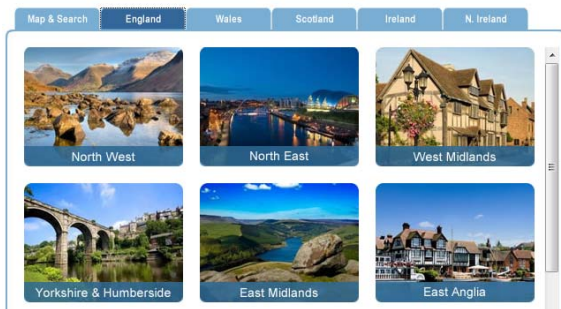 Map & Search England Wales Scotland Ireland N. Ireland
North West North East West Midlands
Yorkshire & Humberside East Midlands East Anglia